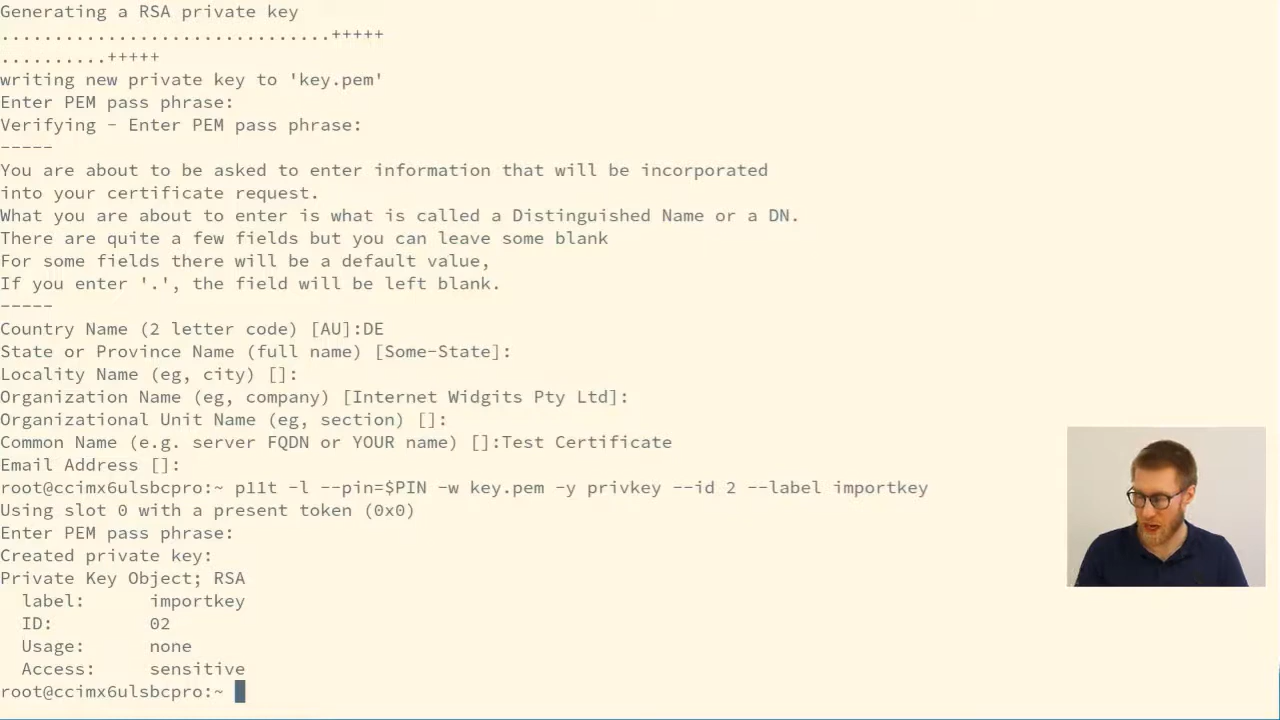 Generating a RSA private key
...............................+++++
..........+++++
writing new private key to 'key.pem'
Enter PEM pass phrase:
Verifying - Enter PEM pass phrase:
-----
You are about to be asked to enter information that will be incorporated
into your certificate request.
What you are about to enter is what is called a Distinguished Name or a DN.
There are quite a few fields but you can leave some blank
For some fields there will be a default value,
If you enter '.', the field will be left blank.
-----
Country Name (2 letter code) [AU]:DE
State or Province Name (full name) [Some-State]:
Locality Name (eg, city) []:
Organization Name (eg, company) [Internet Widgits Pty Ltd]:
Organizational Unit Name (eg, section) []:
Common Name (e.g. server FQDN or YOUR name) []:Test Certificate
Email Address []:
root@ccimx6ulsbcpro:~ p11t -l --pin=$PIN -w key.pem -y privkey --id 2 --label importkey
Using slot 0 with a present token (0x0)
Enter PEM pass phrase:
Created private key:
Private Key Object; RSA
  label:      importkey
  ID:         02
  Usage:      none
  Access:     sensitive
root@ccimx6ulsbcpro:~